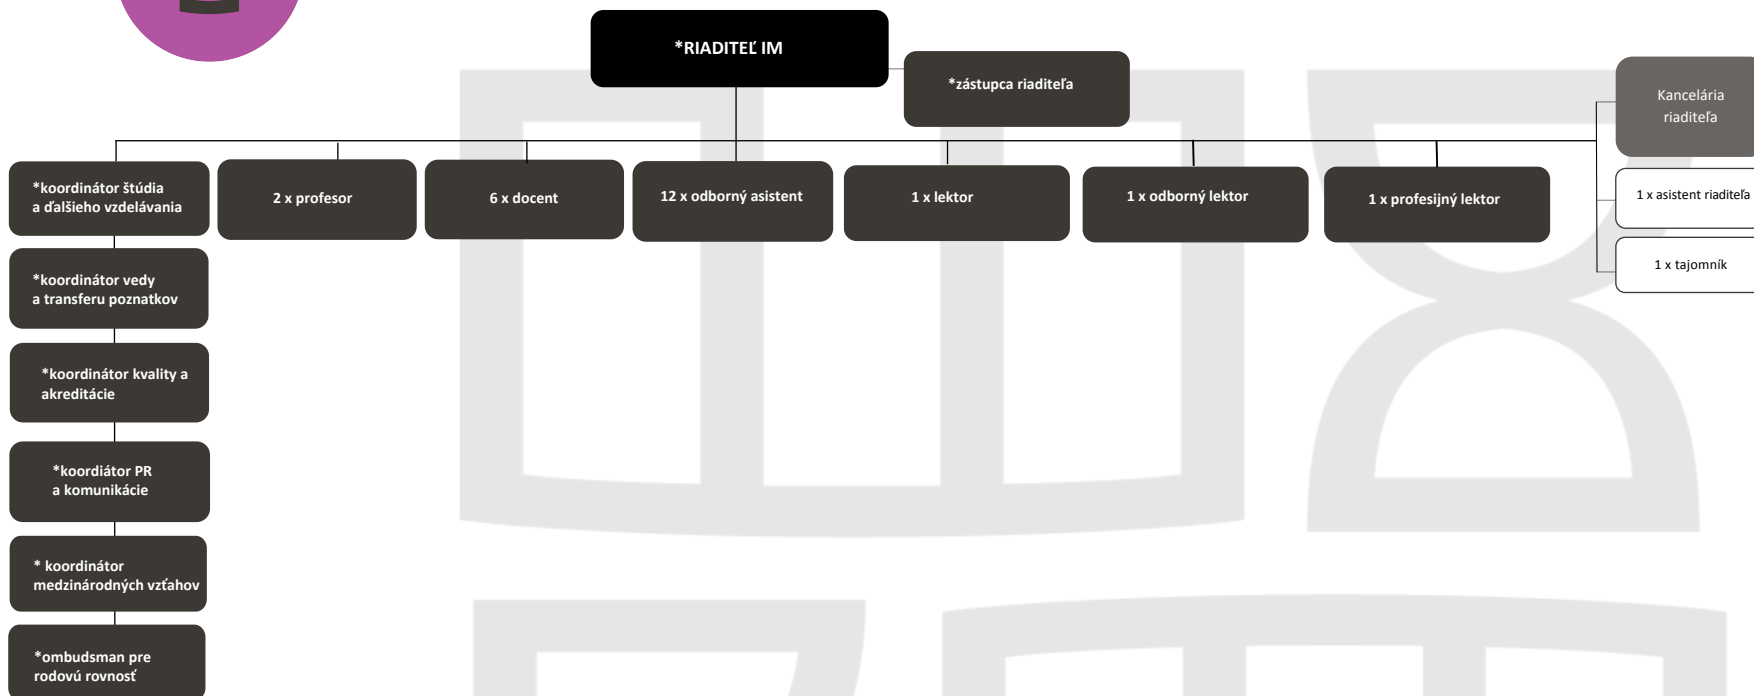 *RIADITEĽ IM
*zástupca riaditeľa
Kancelária
riaditeľa
*koordinátor štúdia
a ďalšieho vzdelávania
2 x profesor
6 x docent
12 x odborný asistent
1 x lektor
1 x odborný lektor
1 x profesijný lektor
1 x asistent riaditeľa
1 x tajomník
*koordinátor vedy
a transferu poznatkov
*koordinátor kvality a
akreditácie
*koordiátor PR
a komunikácie
* koordinátor
medzinárodných vzťahov
*ombudsman pre
rodovú rovnosť